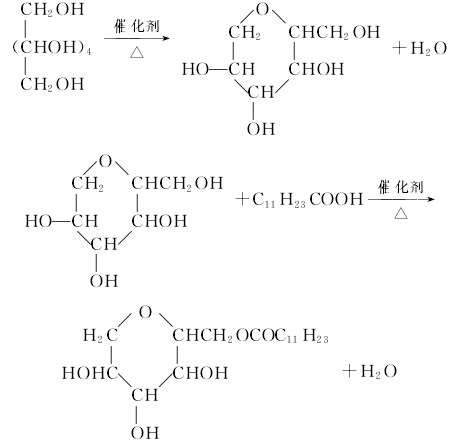 CH₂OH
(CHOH)₄
CH₂OH
催化剂
△
O
CH₂ CHCH₂OH
HO—CH CHOH
CH
OH
+H₂O
O
CH₂ CHCH₂OH
HO—CH CHOH
CH
OH
+C₁₁H₂₃COOH
催化剂
△
O
H₂C CHCH₂OCOC₁₁H₂₃
HOHC CHOH
CH
OH
+H₂O